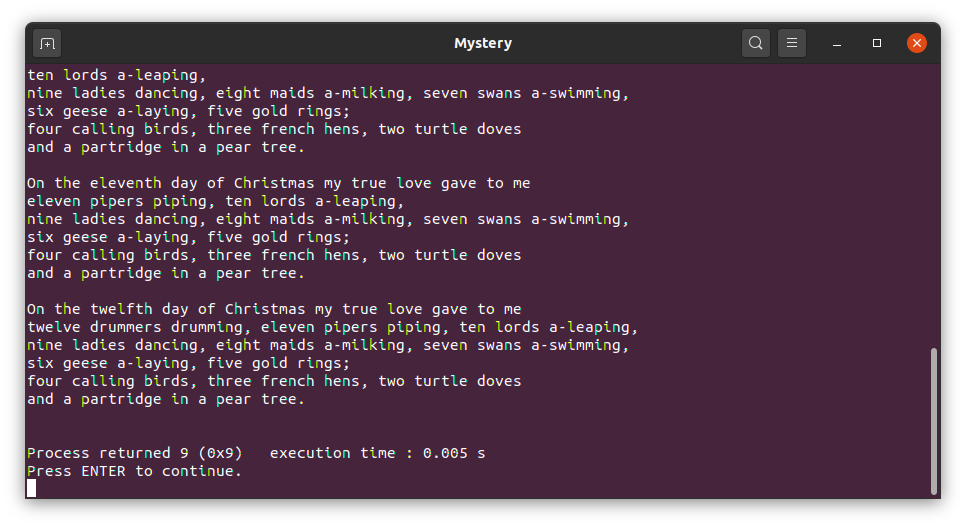 Mystery
ten lords a-leaping,
nine ladies dancing, eight maids a-milking, seven swans a-swimming,
six geese a-laying, five gold rings;
four calling birds, three french hens, two turtle doves
and a partridge in a pear tree.

On the eleventh day of Christmas my true love gave to me
eleven pipers piping, ten lords a-leaping,
nine ladies dancing, eight maids a-milking, seven swans a-swimming,
six geese a-laying, five gold rings;
four calling birds, three french hens, two turtle doves
and a partridge in a pear tree.

On the twelfth day of Christmas my true love gave to me
twelve drummers drumming, eleven pipers piping, ten lords a-leaping,
nine ladies dancing, eight maids a-milking, seven swans a-swimming,
six geese a-laying, five gold rings;
four calling birds, three french hens, two turtle doves
and a partridge in a pear tree.

Process returned 9 (0x9)   execution time : 0.005 s
Press ENTER to continue.